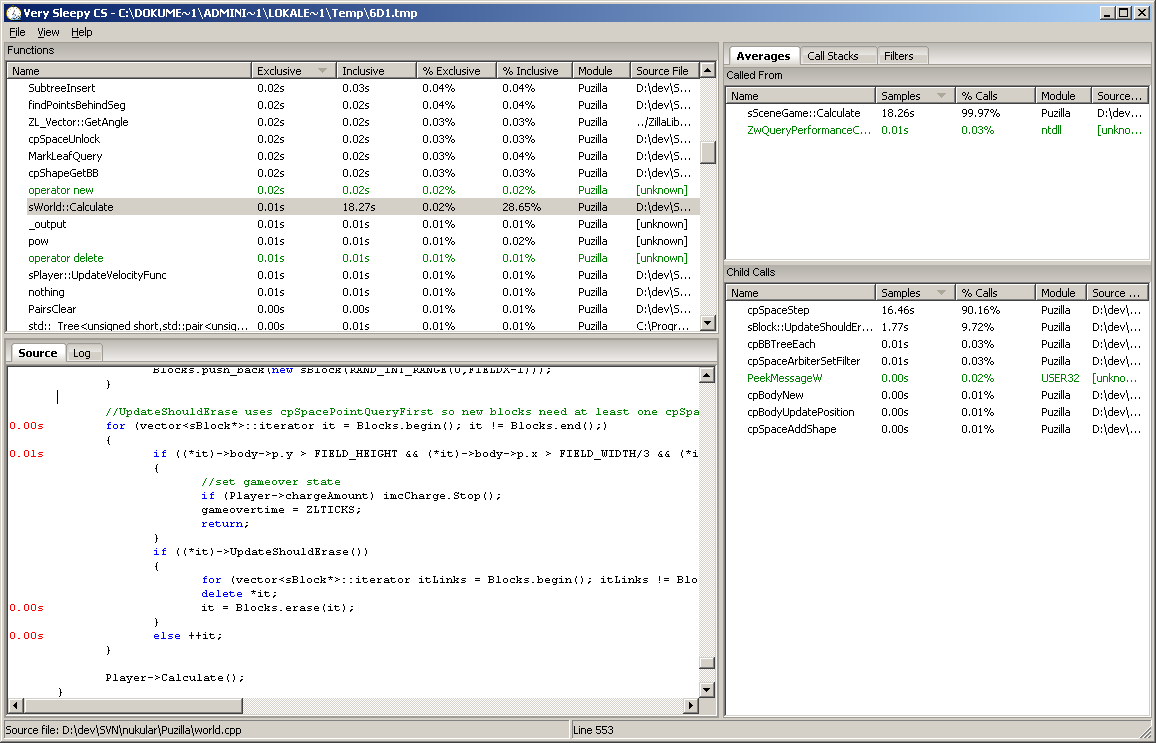 Very Sleepy CS - C:\DOKUME~1\ADMINI~1\LOKALE~1\Temp\6D1.tmp
File View Help
Functions
Name Exclusive Inclusive % Exclusive % Inclusive Module Source File
SubtreeInsert 0.02s 0.03s 0.04% 0.04% Puzilla D:\dev\S...
findPointsBehindSeg 0.02s 0.02s 0.04% 0.04% Puzilla D:\dev\S...
ZL_Vector::GetAngle 0.02s 0.02s 0.03% 0.03% Puzilla ../ZillaLib...
cpSpaceUnlock 0.02s 0.02s 0.03% 0.03% Puzilla D:\dev\S...
MarkLeafQuery 0.02s 0.02s 0.03% 0.04% Puzilla D:\dev\S...
cpShapeGetBB 0.02s 0.02s 0.03% 0.03% Puzilla D:\dev\S...
operator new 0.02s 0.02s 0.02% 0.02% Puzilla [unknown]
sWorld::Calculate 0.01s 18.27s 0.02% 28.65% Puzilla D:\dev\S...
_output 0.01s 0.01s 0.01% 0.01% Puzilla [unknown]
pow 0.01s 0.01s 0.01% 0.02% Puzilla [unknown]
operator delete 0.01s 0.01s 0.01% 0.01% Puzilla [unknown]
sPlayer::UpdateVelocityFunc 0.01s 0.01s 0.01% 0.01% Puzilla D:\dev\S...
nothing 0.01s 0.01s 0.01% 0.01% Puzilla D:\dev\S...
PairsClear 0.00s 0.00s 0.01% 0.01% Puzilla D:\dev\S...
std::_Tree<unsigned short,std::pair<unsig... 0.00s 0.01s 0.01% 0.01% Puzilla C:\Progr...
Source Log
Blocks.push_back(new sBlock(RAND_INT_RANGE(0,FIELDX-1)));
}
//UpdateShouldErase uses cpSpacePointQueryFirst so new blocks need at least one cpSpa
0.00s for (vector<sBlock*>::iterator it = Blocks.begin(); it != Blocks.end();)
{
0.01s if ((*it)->body->p.y > FIELD_HEIGHT && (*it)->body->p.x > FIELD_WIDTH/3 && (*i
{
//set gameover state
if (Player->chargeAmount) imcCharge.Stop();
gameovertime = ZLTICKS;
return;
}
if ((*it)->UpdateShouldErase())
{
for (vector<sBlock*>::iterator itLinks = Blocks.begin(); itLinks != Blo
delete *it;
0.00s it = Blocks.erase(it);
}
0.00s else ++it;
}
Player->Calculate();
}
Averages Call Stacks Filters
Called From
Name Samples % Calls Module Source...
sSceneGame::Calculate 18.26s 99.97% Puzilla D:\dev...
ZwQueryPerformanceC... 0.01s 0.03% ntdll [unkno...
Child Calls
Name Samples % Calls Module Source ...
cpSpaceStep 16.46s 90.16% Puzilla D:\dev\...
sBlock::UpdateShouldEr... 1.77s 9.72% Puzilla D:\dev\...
cpBBTreeEach 0.01s 0.03% Puzilla D:\dev\...
cpSpaceArbiterSetFilter 0.01s 0.03% Puzilla D:\dev\...
PeekMessageW 0.00s 0.02% USER32 [unkno...
cpBodyNew 0.00s 0.01% Puzilla D:\dev\...
cpBodyUpdatePosition 0.00s 0.01% Puzilla D:\dev\...
cpSpaceAddShape 0.00s 0.01% Puzilla D:\dev\...
Source file: D:\dev\SVN\nukular\Puzilla\world.cpp Line 553